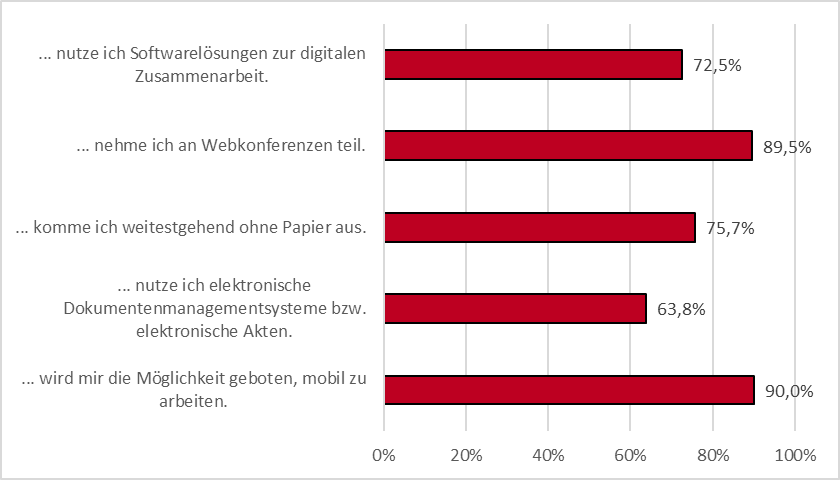 ... nutze ich Softwarelösungen zur digitalen
Zusammenarbeit.
72,5%
... nehme ich an Webkonferenzen teil.
89,5%
... komme ich weitestgehend ohne Papier aus.
75,7%
... nutze ich elektronische
Dokumentenmanagementsysteme bzw.
elektronische Akten.
63,8%
... wird mir die Möglichkeit geboten, mobil zu
arbeiten.
90,0%
0% 20% 40% 60% 80% 100%